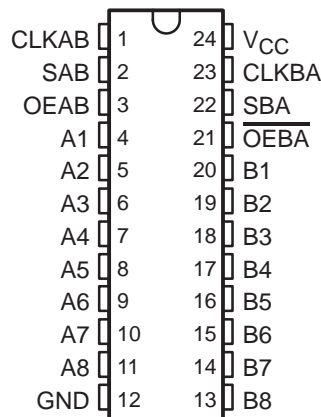 CLKAB 1 24 VCC
SAB 2 23 CLKBA
OEAB 3 22 SBA
A1 4 21 OEBA
A2 5 20 B1
A3 6 19 B2
A4 7 18 B3
A5 8 17 B4
A6 9 16 B5
A7 10 15 B6
A8 11 14 B7
GND 12 13 B8